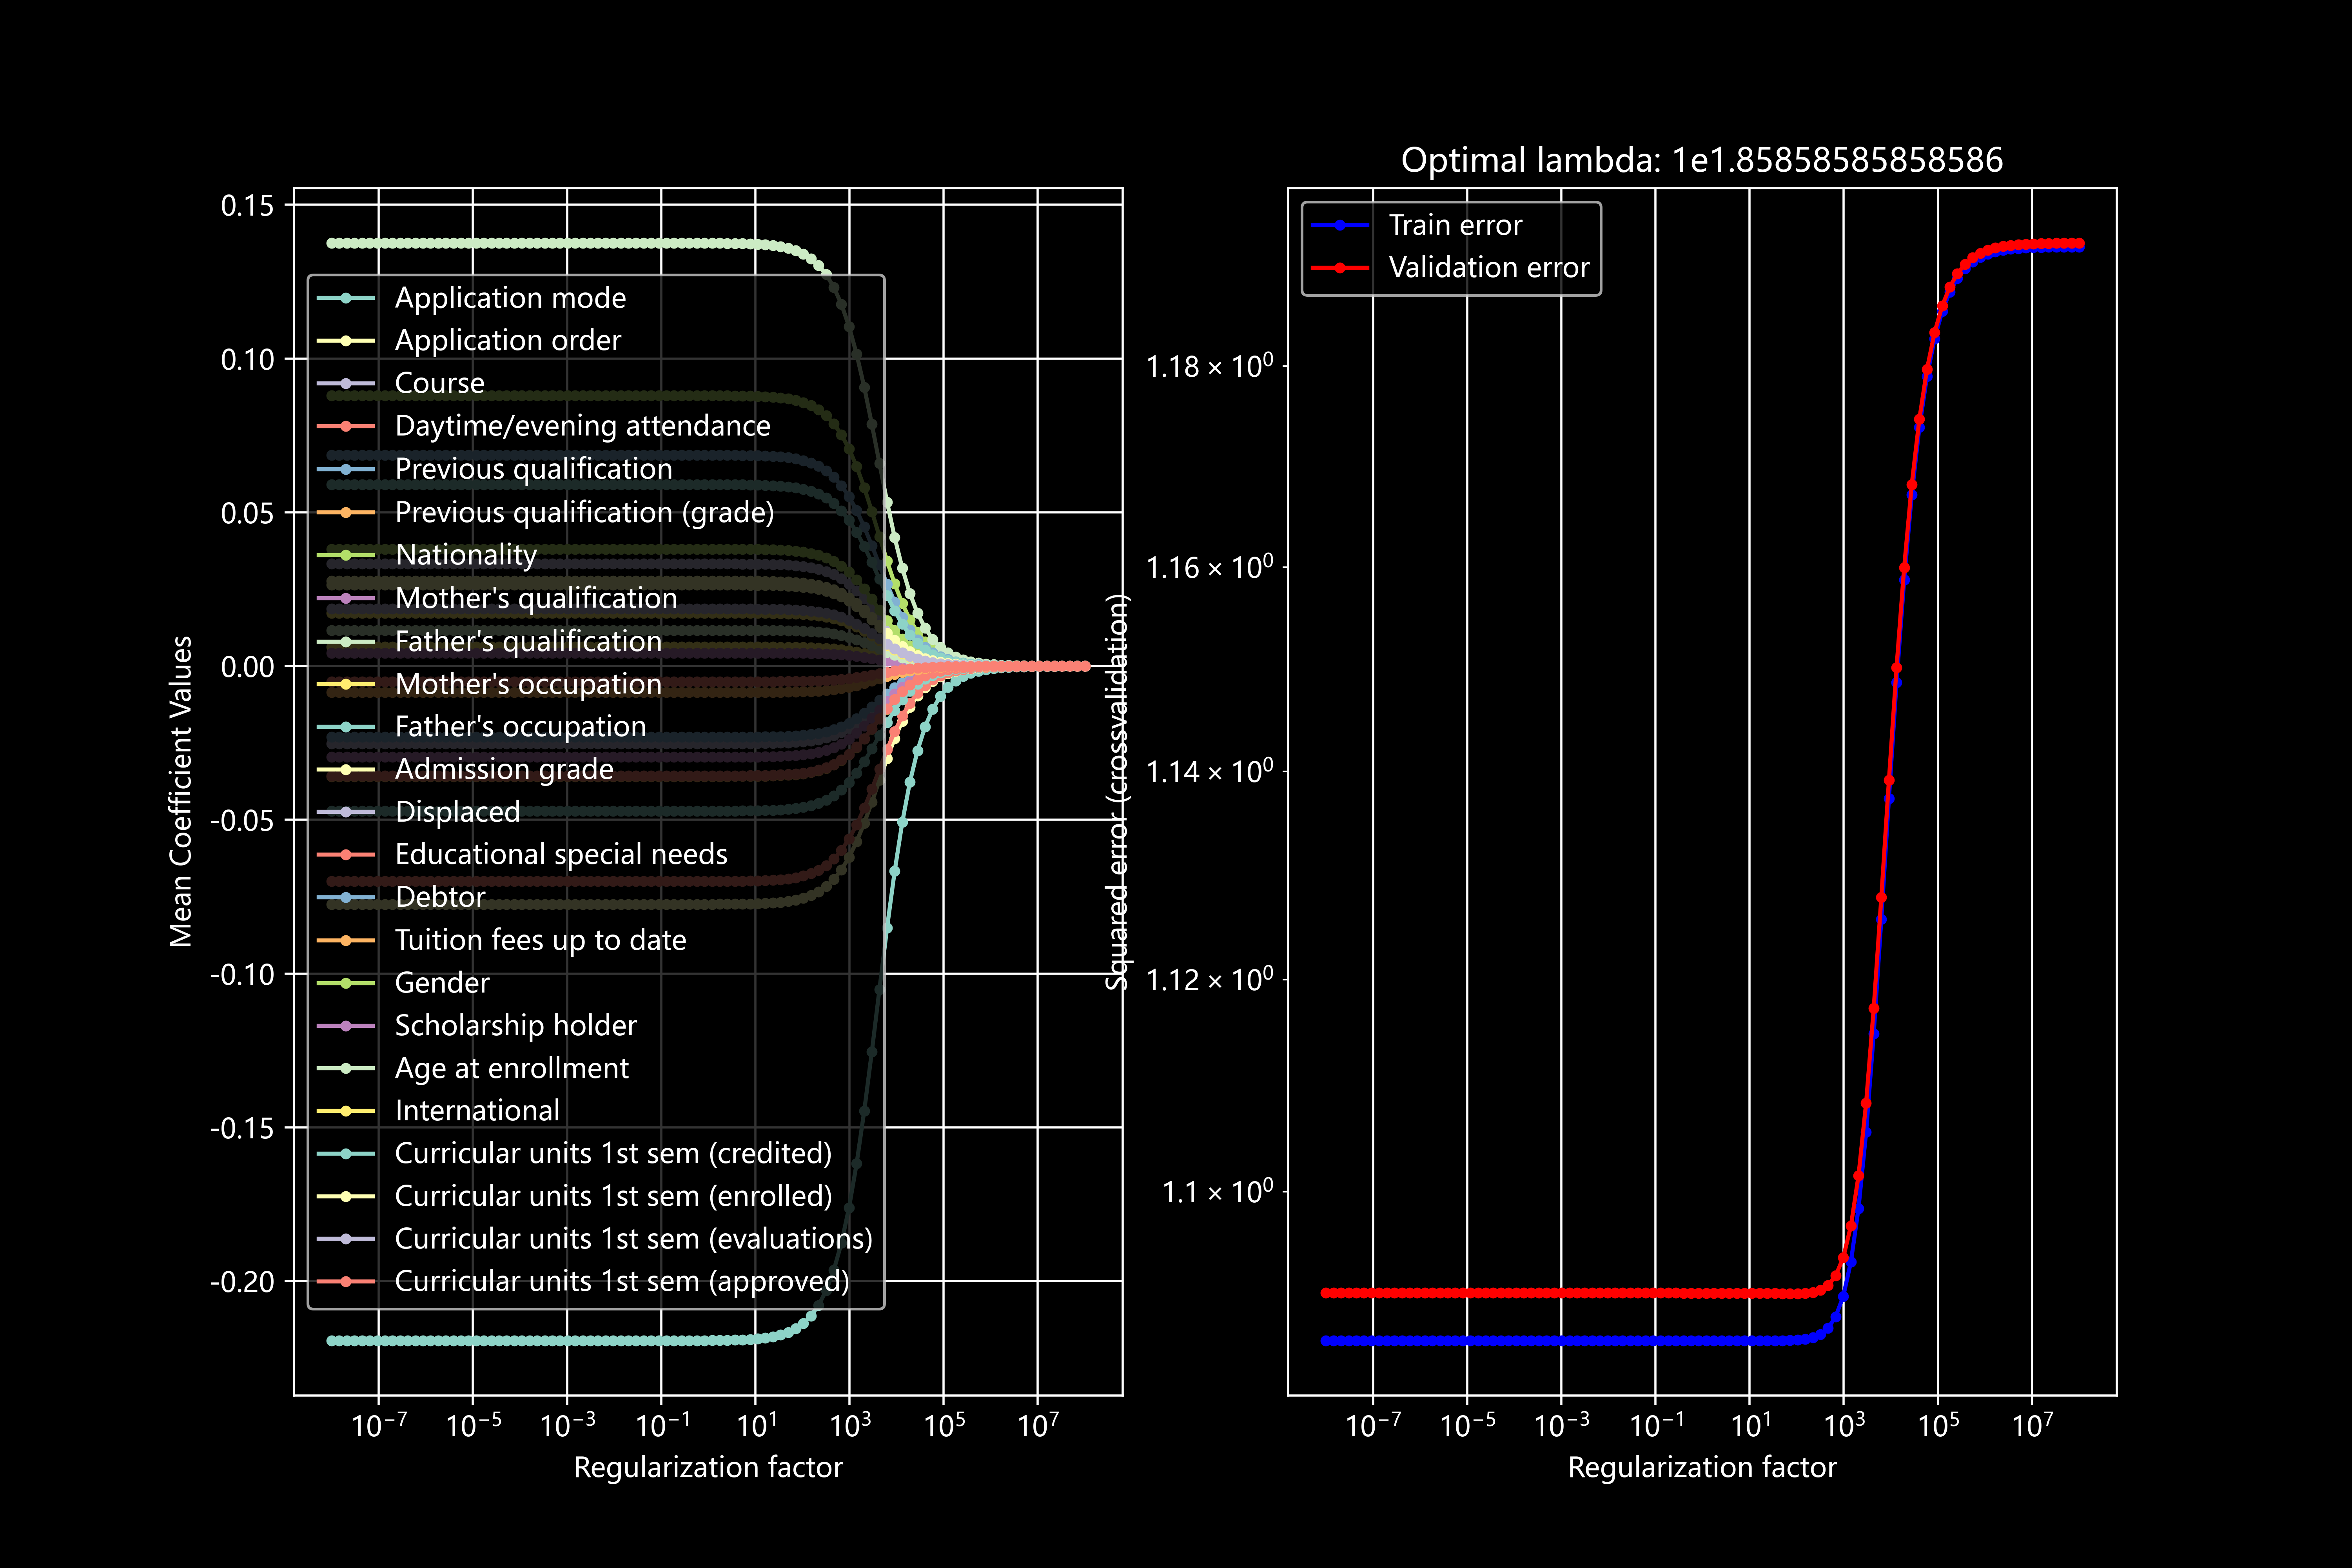 Optimal lambda: 1e1.85858585858586
0.15
0.10
0.05
0.00
-0.05
-0.10
-0.15
-0.20
Mean Coefficient Values
Application mode
Application order
Course
Daytime/evening attendance
Previous qualification
Previous qualification (grade)
Nationality
Mother's qualification
Father's qualification
Mother's occupation
Father's occupation
Admission grade
Displaced
Educational special needs
Debtor
Tuition fees up to date
Gender
Scholarship holder
Age at enrollment
International
Curricular units 1st sem (credited)
Curricular units 1st sem (enrolled)
Curricular units 1st sem (evaluations)
Curricular units 1st sem (approved)
10⁻⁷ 10⁻⁵ 10⁻³ 10⁻¹ 10¹ 10³ 10⁵ 10⁷
Regularization factor
Squared error (crossvalidation)
1.18 × 10⁰
1.16 × 10⁰
1.14 × 10⁰
1.12 × 10⁰
1.1 × 10⁰
Train error
Validation error
10⁻⁷ 10⁻⁵ 10⁻³ 10⁻¹ 10¹ 10³ 10⁵ 10⁷
Regularization factor